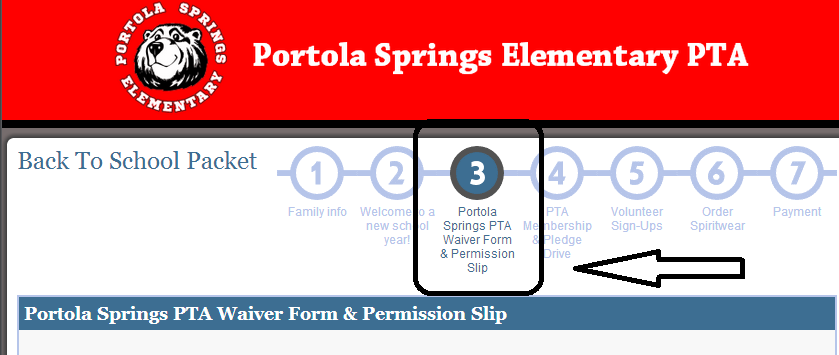 PORTOLA SPRINGS
ELEMENTARY
Portola Springs Elementary PTA
Back To School Packet
1
Family info
2
Welcome to a
new school
year!
3
Portola
Springs PTA
Waiver Form
& Permission
Slip
4
PTA
Membership
& Pledge
Drive
5
Volunteer
Sign-Ups
6
Order
Spiritwear
7
Payment
Portola Springs PTA Waiver Form & Permission Slip